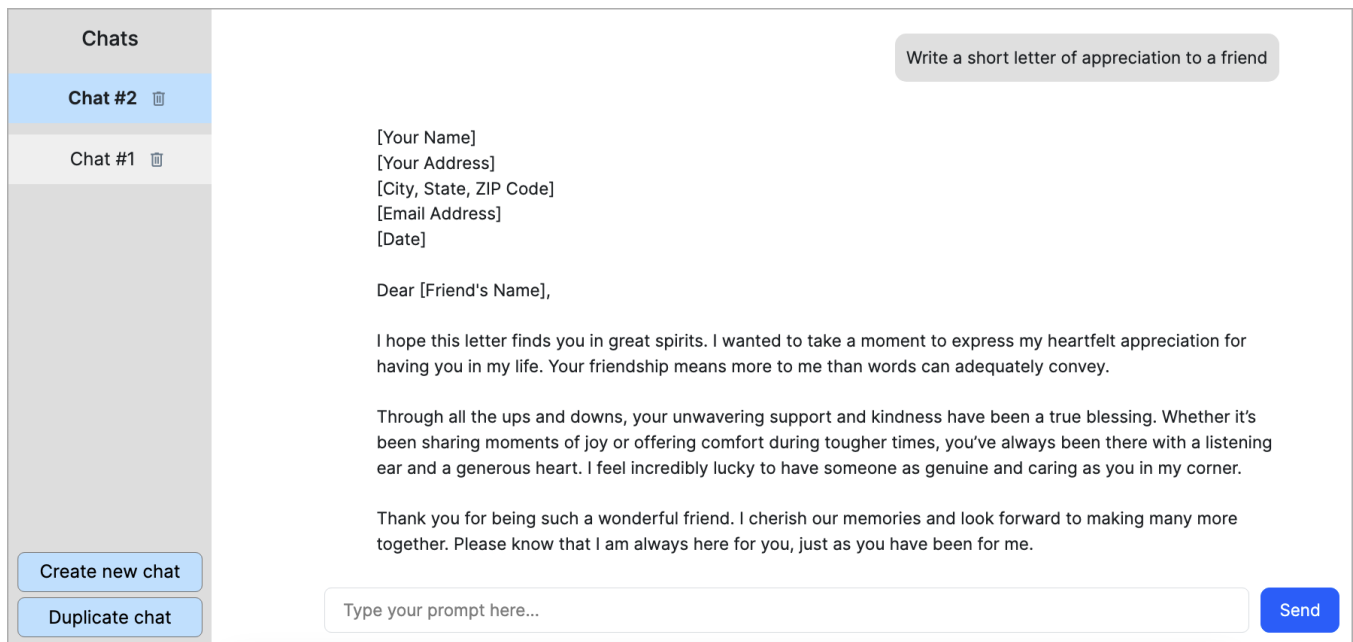 Chats
Chat #2
Chat #1
Create new chat
Duplicate chat
Write a short letter of appreciation to a friend
[Your Name]
[Your Address]
[City, State, ZIP Code]
[Email Address]
[Date]
Dear [Friend's Name],
I hope this letter finds you in great spirits. I wanted to take a moment to express my heartfelt appreciation for
having you in my life. Your friendship means more to me than words can adequately convey.
Through all the ups and downs, your unwavering support and kindness have been a true blessing. Whether it’s
been sharing moments of joy or offering comfort during tougher times, you’ve always been there with a listening
ear and a generous heart. I feel incredibly lucky to have someone as genuine and caring as you in my corner.
Thank you for being such a wonderful friend. I cherish our memories and look forward to making many more
together. Please know that I am always here for you, just as you have been for me.
Type your prompt here...
Send